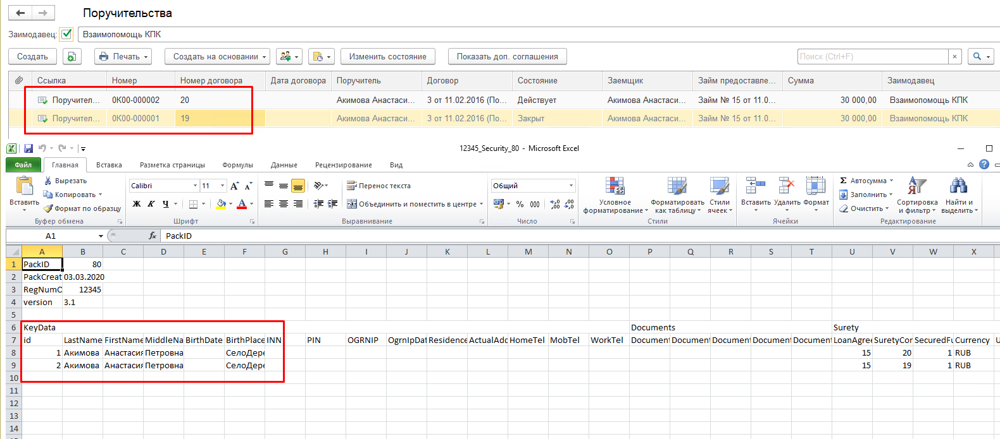 Поручительства
Заимодавец: Взаимопомощь КПК
Создать Печать Создать на основании Изменить состояние Показать доп. соглашения Поиск (Ctrl+F) ×
Ссылка Номер Номер договора Дата договора Поручитель Договор Состояние Заемщик Займ предоставле... Сумма Заимодавец
Поручител... 0К00-000002 20 Акимова Анастаси... 3 от 11.02.2016 (По... Действует Акимова Анастаси... Займ № 15 от 11.0... 30 000,00 Взаимопомощь КПК
Поручител... 0К00-000001 19 Акимова Анастаси... 3 от 11.02.2016 (По... Закрыт Акимова Анастаси... Займ № 15 от 11.0... 30 000,00 Взаимопомощь КПК
12345_Security_80 - Microsoft Excel
Файл Главная Вставка Разметка страницы Формулы Данные Рецензирование Вид
Вставить
Вырезать
Копировать
Формат по образцу
Буфер обмена
Calibri 11
Ж К Ч
Шрифт
Перенос текста
Объединить и поместить в центре
Выравнивание
Общий
% 000
Число
Условное форматирование
Форматировать как таблицу
Стили ячеек
Стили
Вставить Удалить Формат
Ячейки
Σ Автосумма
Заполнить
Очистить
Сортировка и фильтр
Найти и выделить
Редактирование
A1 fx PackID
A B C D E F G H I J K L M N O P Q R S T U V W X
1 PackID 80
2 PackCreat 03.03.2020
3 RegNumC 12345
4 version 3.1
5
6 KeyData Documents Surety
7 id LastName FirstName MiddleNa BirthDate BirthPlace INN PIN OGRNIP OgrnIpDat Residence ActualAdd HomeTel MobTel WorkTel Document Document Document Document Document LoanAgree SuretyCor SecuredFu Currency U
8 1 Акимова Анастасия Петровна СелоДере 15 20 1 RUB
9 2 Акимова Анастасия Петровна СелоДере 15 19 1 RUB
10
11
12
13
14